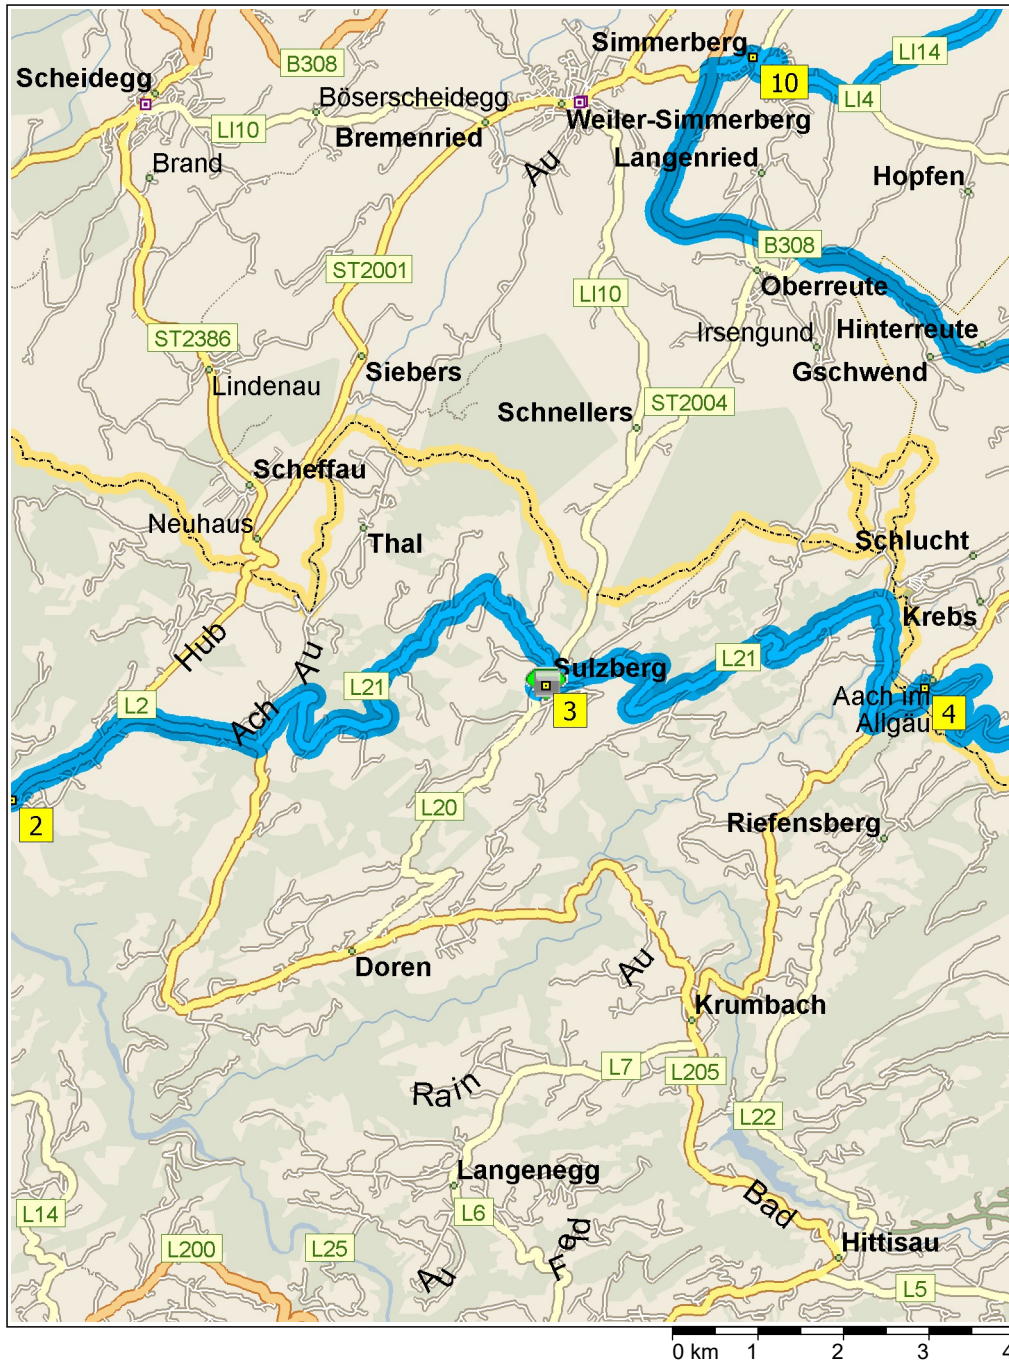 Simmerberg
LI14
B308
Scheidegg
10
Böserscheidegg
LI4
LI10
Weiler-Simmerberg
Bremenried
Langenried
Brand
Au
Hopfen
B308
ST2001
Oberreute
LI10
Irsengund
Hinterreute
ST2386
Siebers
Gschwend
Lindenau
ST2004
Schnellers
Scheffau
Neuhaus
Thal
Schlucht
Krebs
Hub
Au
L21
Sulzberg
L21
L2
Ach
3
Aach im
Allgäu
4
2
L20
Riefensberg
Doren
Au
Krumbach
L7
L205
Rain
L22
Langenegg
Bad
L14
L6
Feld
L200
L25
Hittisau
Au
L5
0 km 1 2 3 4